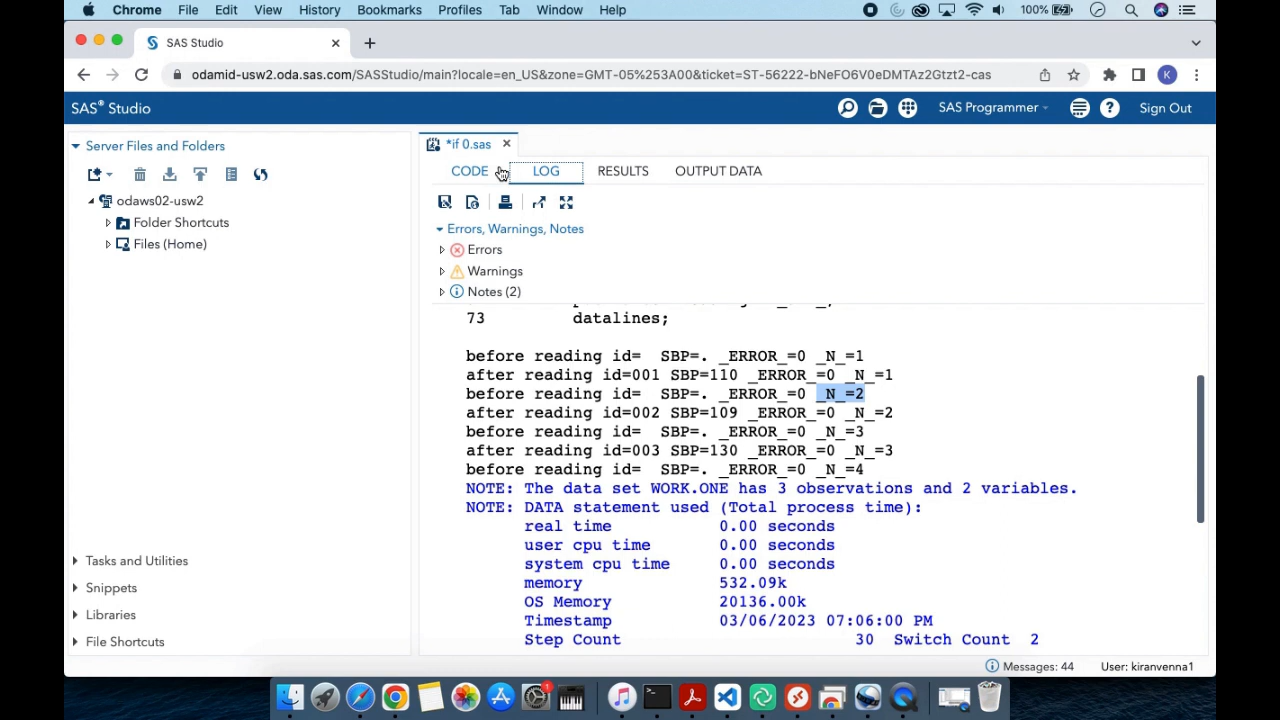 Chrome File Edit View History Bookmarks Profiles Tab Window Help 100%
SAS Studio
odamid-usw2.oda.sas.com/SASStudio/main?locale=en_US&zone=GMT-05%253A00&ticket=ST-56222-bNeFO6V0eDMTAz2Gtzt2-cas K
SAS® Studio SAS Programmer Sign Out
Server Files and Folders
odaws02-usw2
Folder Shortcuts
Files (Home)
Tasks and Utilities
Snippets
Libraries
File Shortcuts
*if 0.sas
CODE LOG RESULTS OUTPUT DATA
Errors, Warnings, Notes
Errors
Warnings
Notes (2)
73 datalines;
before reading id= SBP=. _ERROR_=0 _N_=1
after reading id=001 SBP=110 _ERROR_=0 _N_=1
before reading id= SBP=. _ERROR_=0 _N_=2
after reading id=002 SBP=109 _ERROR_=0 _N_=2
before reading id= SBP=. _ERROR_=0 _N_=3
after reading id=003 SBP=130 _ERROR_=0 _N_=3
before reading id= SBP=. _ERROR_=0 _N_=4
NOTE: The data set WORK.ONE has 3 observations and 2 variables.
NOTE: DATA statement used (Total process time):
real time 0.00 seconds
user cpu time 0.00 seconds
system cpu time 0.00 seconds
memory 532.09k
OS Memory 20136.00k
Timestamp 03/06/2023 07:06:00 PM
Step Count 30 Switch Count 2
Messages: 44 User: kiranvenna1
1